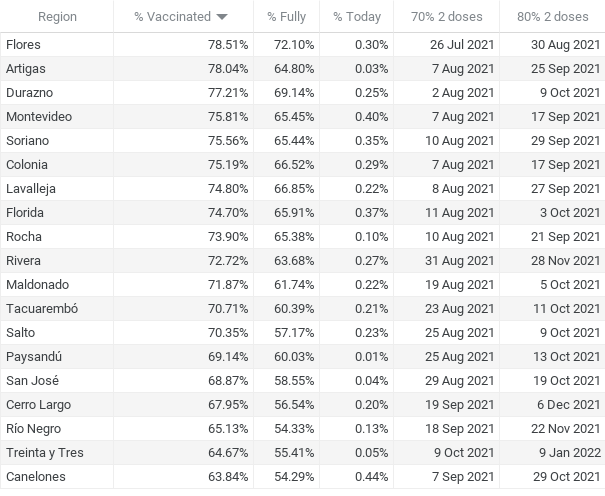 Region % Vaccinated % Fully % Today 70% 2 doses 80% 2 doses
Flores 78.51% 72.10% 0.30% 26 Jul 2021 30 Aug 2021
Artigas 78.04% 64.80% 0.03% 7 Aug 2021 25 Sep 2021
Durazno 77.21% 69.14% 0.25% 2 Aug 2021 9 Oct 2021
Montevideo 75.81% 65.45% 0.40% 7 Aug 2021 17 Sep 2021
Soriano 75.56% 65.44% 0.35% 10 Aug 2021 29 Sep 2021
Colonia 75.19% 66.52% 0.29% 7 Aug 2021 17 Sep 2021
Lavalleja 74.80% 66.85% 0.22% 8 Aug 2021 27 Sep 2021
Florida 74.70% 65.91% 0.37% 11 Aug 2021 3 Oct 2021
Rocha 73.90% 65.38% 0.10% 10 Aug 2021 21 Sep 2021
Rivera 72.72% 63.68% 0.27% 31 Aug 2021 28 Nov 2021
Maldonado 71.87% 61.74% 0.22% 19 Aug 2021 5 Oct 2021
Tacuarembó 70.71% 60.39% 0.21% 23 Aug 2021 11 Oct 2021
Salto 70.35% 57.17% 0.23% 25 Aug 2021 9 Oct 2021
Paysandú 69.14% 60.03% 0.01% 25 Aug 2021 13 Oct 2021
San José 68.87% 58.55% 0.04% 29 Aug 2021 19 Oct 2021
Cerro Largo 67.95% 56.54% 0.20% 19 Sep 2021 6 Dec 2021
Río Negro 65.13% 54.33% 0.13% 18 Sep 2021 22 Nov 2021
Treinta y Tres 64.67% 55.41% 0.05% 9 Oct 2021 9 Jan 2022
Canelones 63.84% 54.29% 0.44% 7 Sep 2021 29 Oct 2021